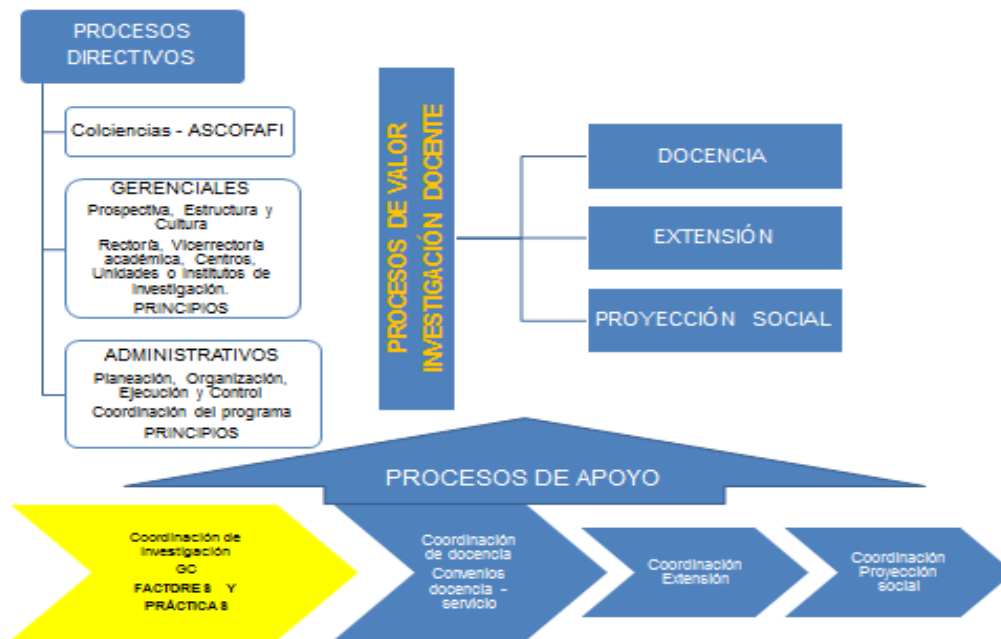 PROCESOS
DIRECTIVOS
Colciencias - ASCOFAFI
GERENCIALES
Prospectiva, Estructura y
Cultura
Rectoría, Vicerrectoría
académica, Centros,
Unidades o Institutos de
Investigación.
PRINCIPIOS
ADMINISTRATIVOS
Planeación, Organización,
Ejecución y Control
Coordinación del programa
PRINCIPIOS
PROCESOS DE VALOR
INVESTIGACIÓN DOCENTE
DOCENCIA
EXTENSIÓN
PROYECCIÓN SOCIAL
PROCESOS DE APOYO
Coordinación de
Investigación
GC
FACTORES Y
PRÁCTICAS
Coordinación
de docencia
Convenios
docencia -
servicio
Coordinación
Extensión
Coordinación
Proyección
social